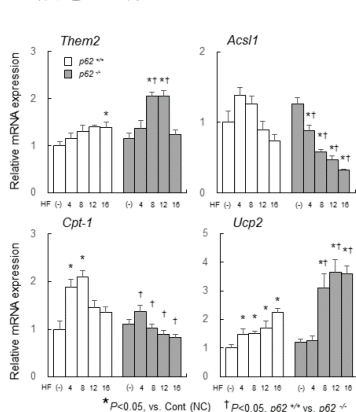 Them2
Acsl1
3
2
1
0
Relative mRNA expression
p62 +/+
p62 -/-
*
*†
*†
HF (-) 4 8 12 16 (-) 4 8 12 16
2
1
0
*†
*†
*†
*†
HF (-) 4 8 12 16 (-) 4 8 12 16
Cpt-1
Ucp2
3
2
1
0
Relative mRNA expression
*
*
†
†
†
†
HF (-) 4 8 12 16 (-) 4 8 12 16
5
4
3
2
1
0
*
*
*
*
*†
*†
*†
HF (-) 4 8 12 16 (-) 4 8 12 16
*P<0.05, vs. Cont (NC) †P<0.05, p62 +/+ vs. p62 -/-